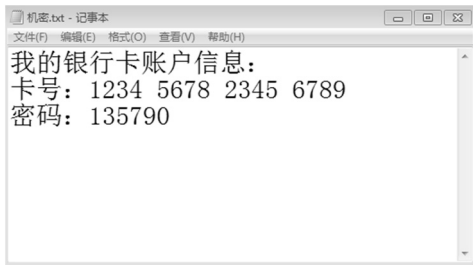 机密.txt - 记事本
文件(F) 编辑(E) 格式(O) 查看(V) 帮助(H)
我的银行卡账户信息：
卡号：1234 5678 2345 6789
密码：135790